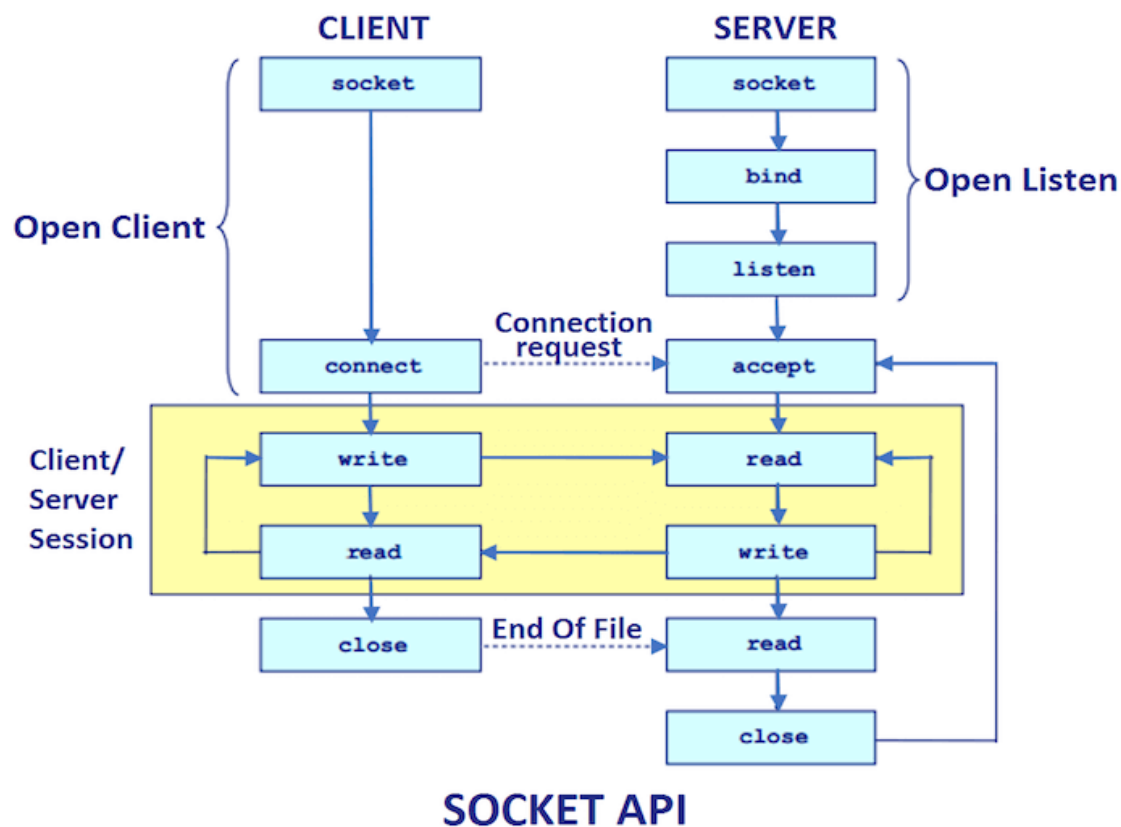 CLIENT
SERVER
socket
socket
bind
Open Listen
Open Client
listen
Connection
request
connect
accept
Client/
Server
Session
write
read
read
write
End Of File
close
read
close
SOCKET API